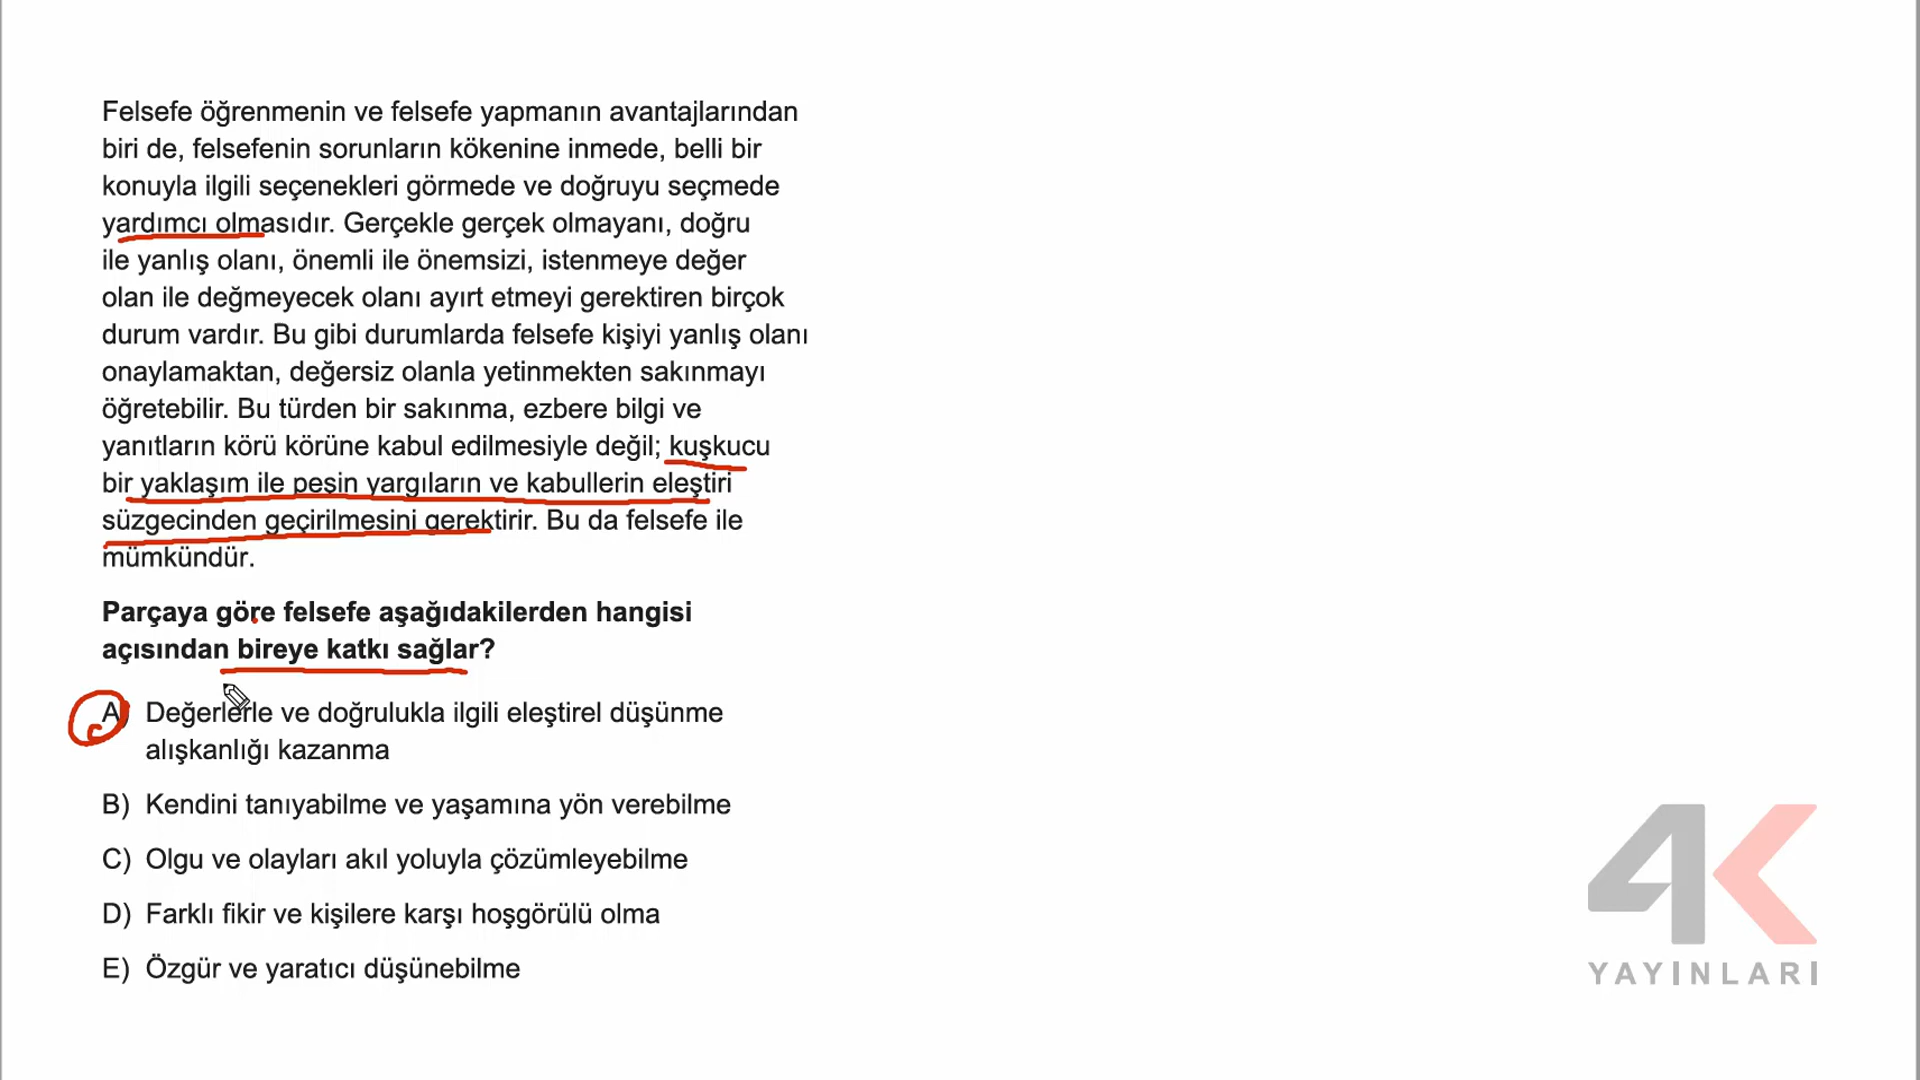 Felsefe öğrenmenin ve felsefe yapmanın avantajlarından
biri de, felsefenin sorunların kökenine inmede, belli bir
konuyla ilgili seçenekleri görmede ve doğruyu seçmede
yardımcı olmasıdır. Gerçekle gerçek olmayanı, doğru
ile yanlış olanı, önemli ile önemsizi, istenmeye değer
olan ile değmeyecek olanı ayırt etmeyi gerektiren birçok
durum vardır. Bu gibi durumlarda felsefe kişiyi yanlış olanı
onaylamaktan, değersiz olanla yetinmekten sakınmayı
öğretebilir. Bu türden bir sakınma, ezbere bilgi ve
yanıtların körü körüne kabul edilmesiyle değil; kuşkucu
bir yaklaşım ile peşin yargıların ve kabullerin eleştiri
süzgecinden geçirilmesini gerektirir. Bu da felsefe ile
mümkündür.
Parçaya göre felsefe aşağıdakilerden hangisi
açısından bireye katkı sağlar?
A) Değerlerle ve doğrulukla ilgili eleştirel düşünme
alışkanlığı kazanma
B) Kendini tanıyabilme ve yaşamına yön verebilme
C) Olgu ve olayları akıl yoluyla çözümleyebilme
D) Farklı fikir ve kişilere karşı hoşgörülü olma
E) Özgür ve yaratıcı düşünebilme
4K
YAYINLARI